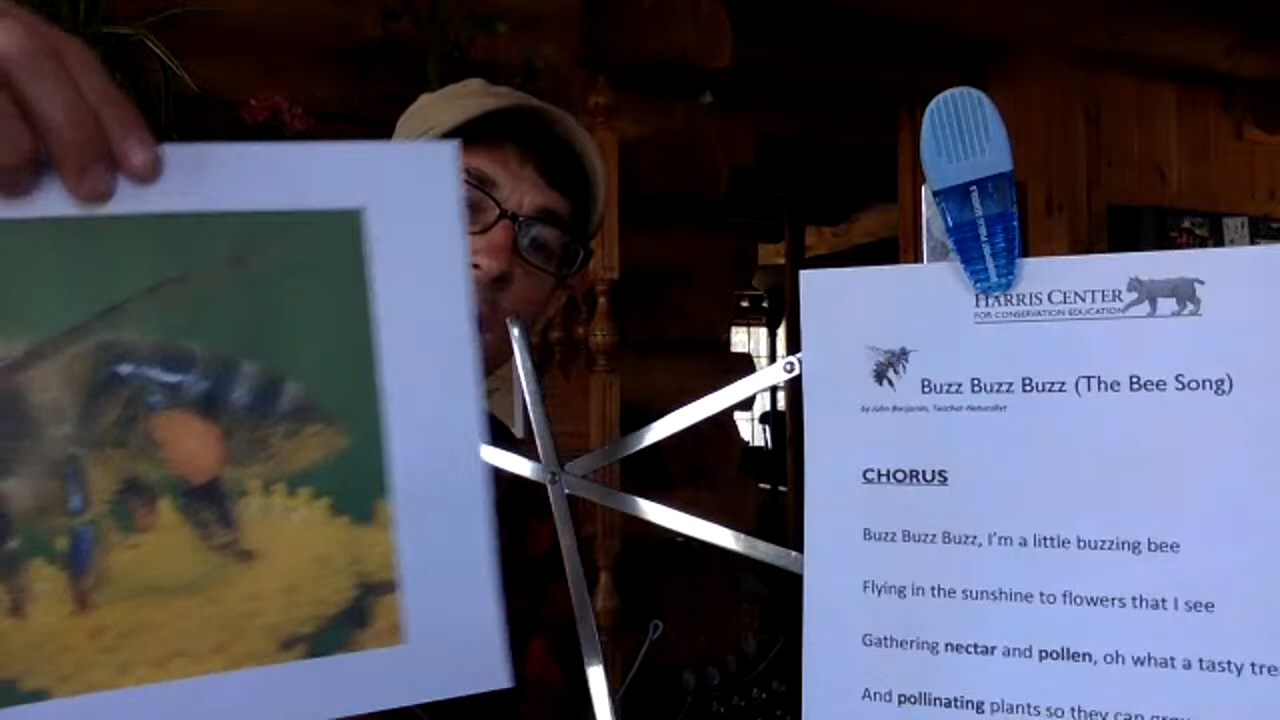 HARRIS CENTER
FOR CONSERVATION EDUCATION
Buzz Buzz Buzz (The Bee Song)
by John Benjamin, Teacher-Naturalist
CHORUS
Buzz Buzz Buzz, I'm a little buzzing bee
Flying in the sunshine to flowers that I see
Gathering nectar and pollen, oh what a tasty tre
And pollinating plants so they can grow